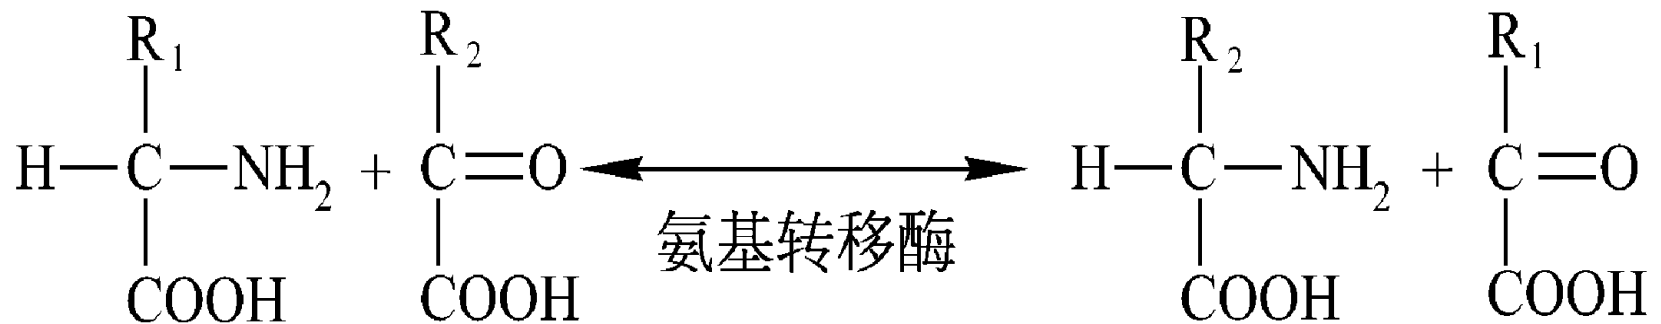 R₁ R₂ R₂ R₁
H—C—NH₂ + C=O ⟷ H—C—NH₂ + C=O
氨基转移酶
COOH COOH COOH COOH